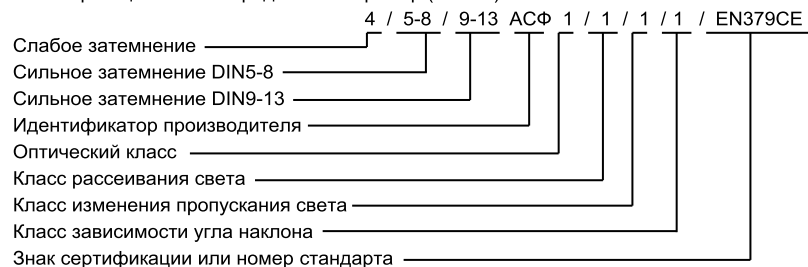 4 / 5-8 / 9-13 АСФ 1 / 1 / 1 / 1 / EN379CE
Слабое затемнение
Сильное затемнение DIN5-8
Сильное затемнение DIN9-13
Идентификатор производителя
Оптический класс
Класс рассеивания света
Класс изменения пропускания света
Класс зависимости угла наклона
Знак сертификации или номер стандарта